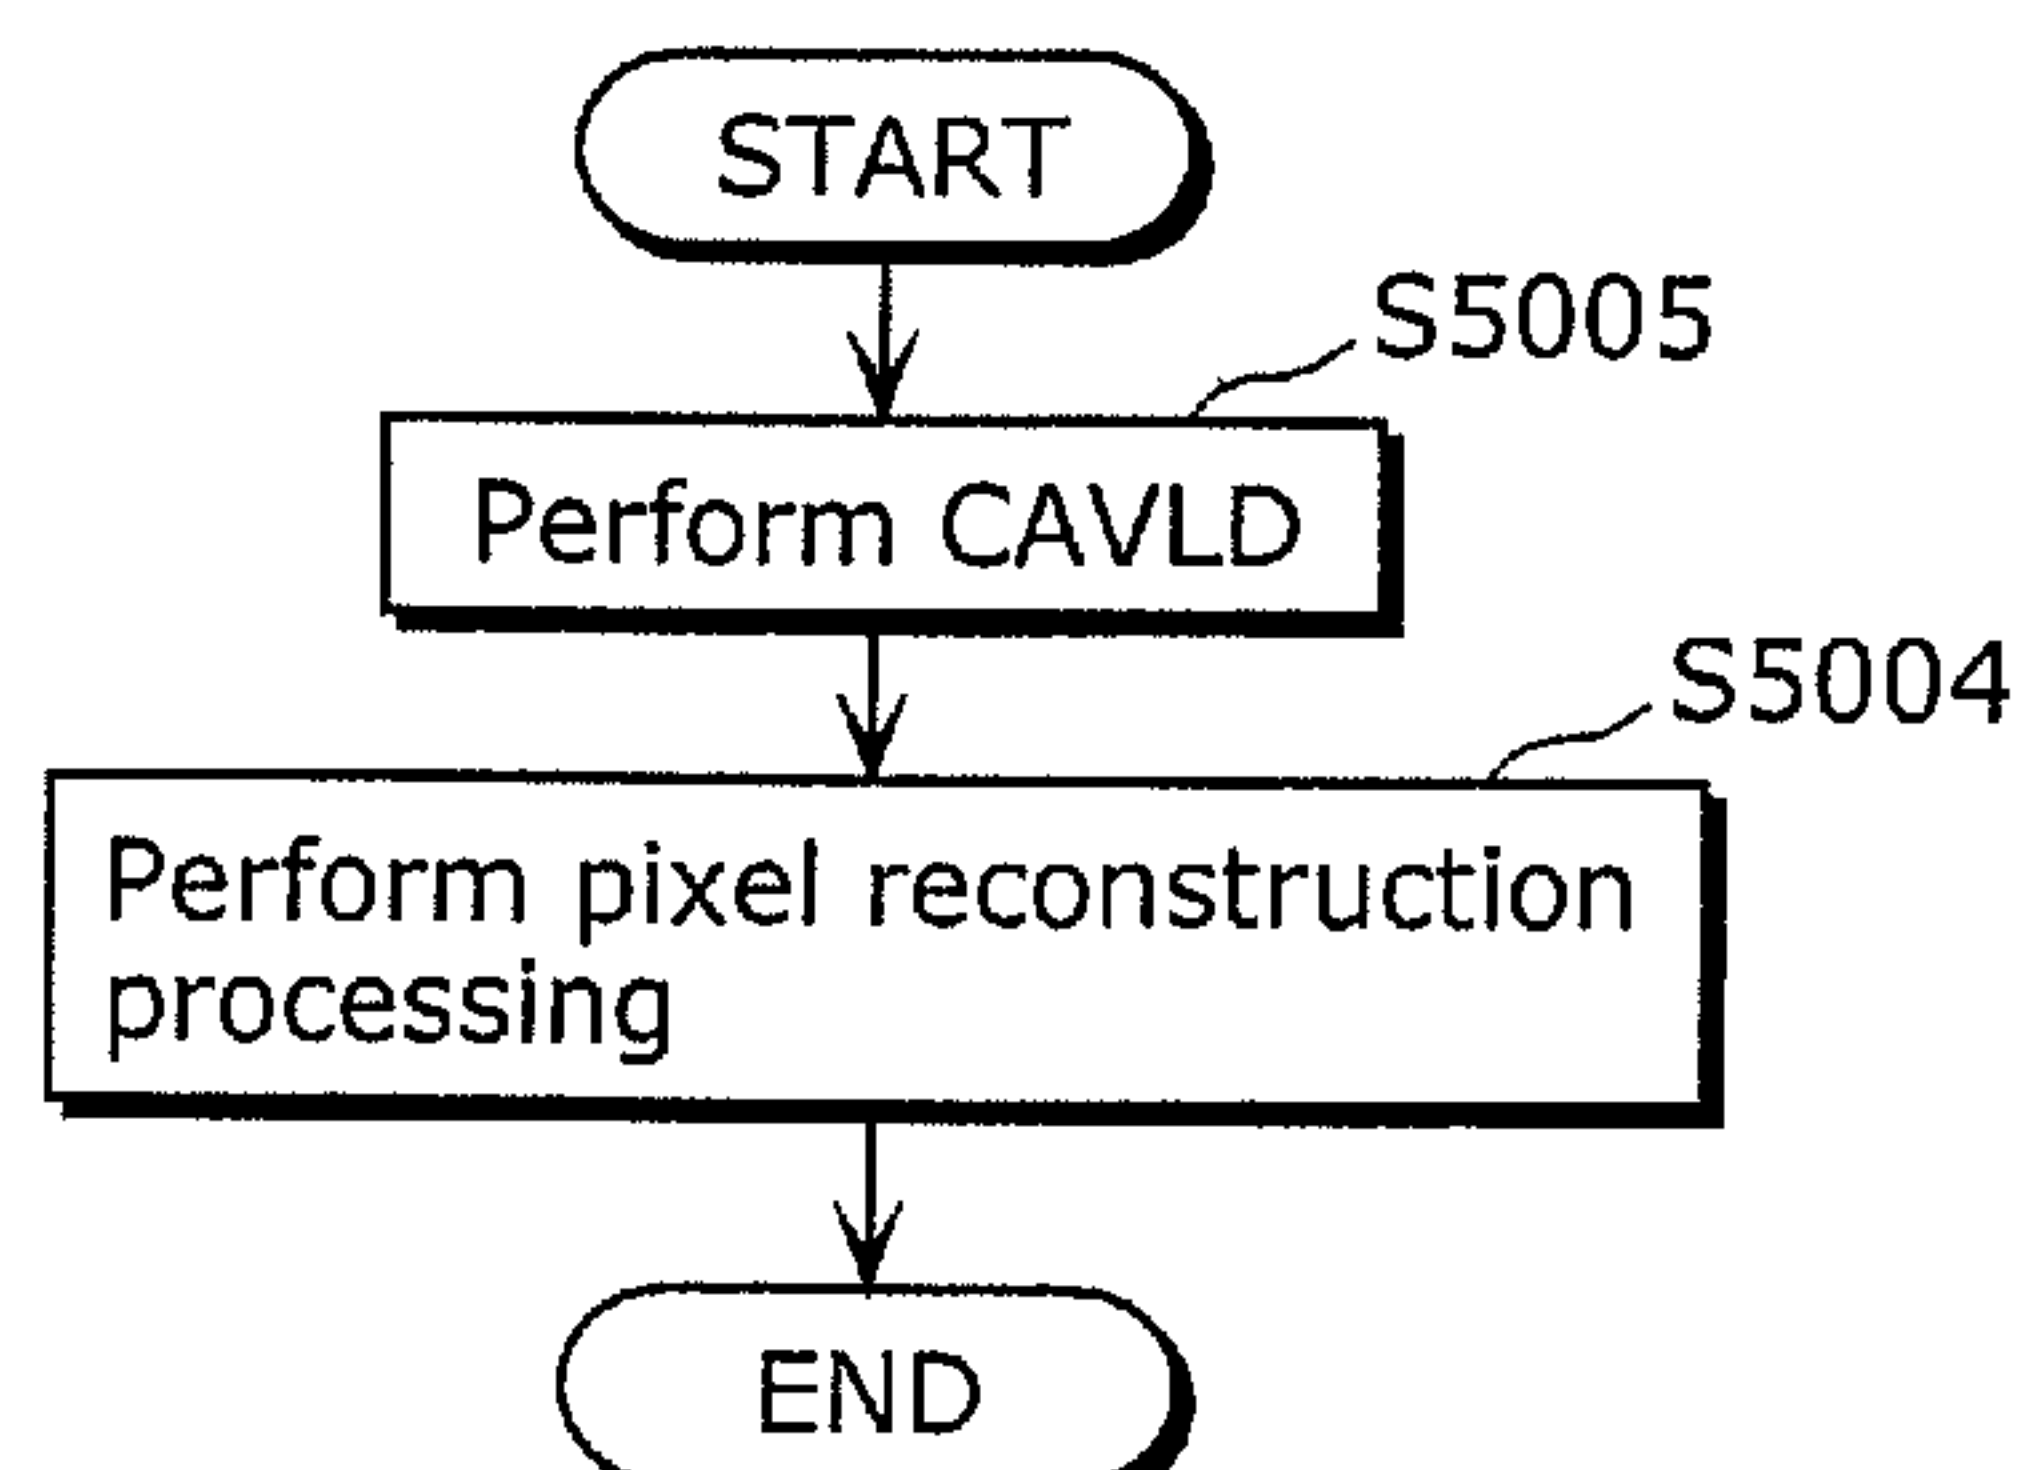 START
S5005
Perform CAVLD
S5004
Perform pixel reconstruction
processing
END